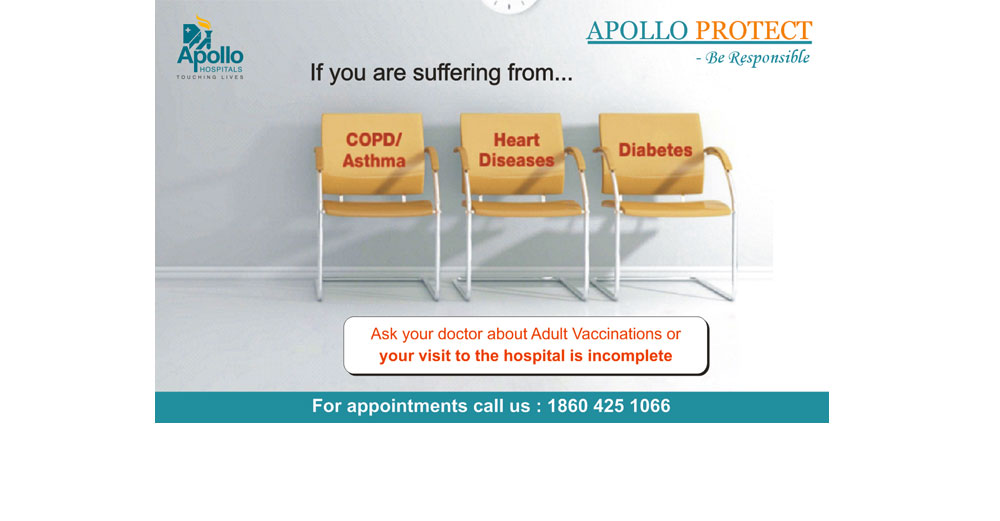 Apollo
HOSPITALS
TOUCHING LIVES
APOLLO PROTECT
- Be Responsible
If you are suffering from...
COPD/
Asthma
Heart
Diseases
Diabetes
Ask your doctor about Adult Vaccinations or
your visit to the hospital is incomplete
For appointments call us : 1860 425 1066